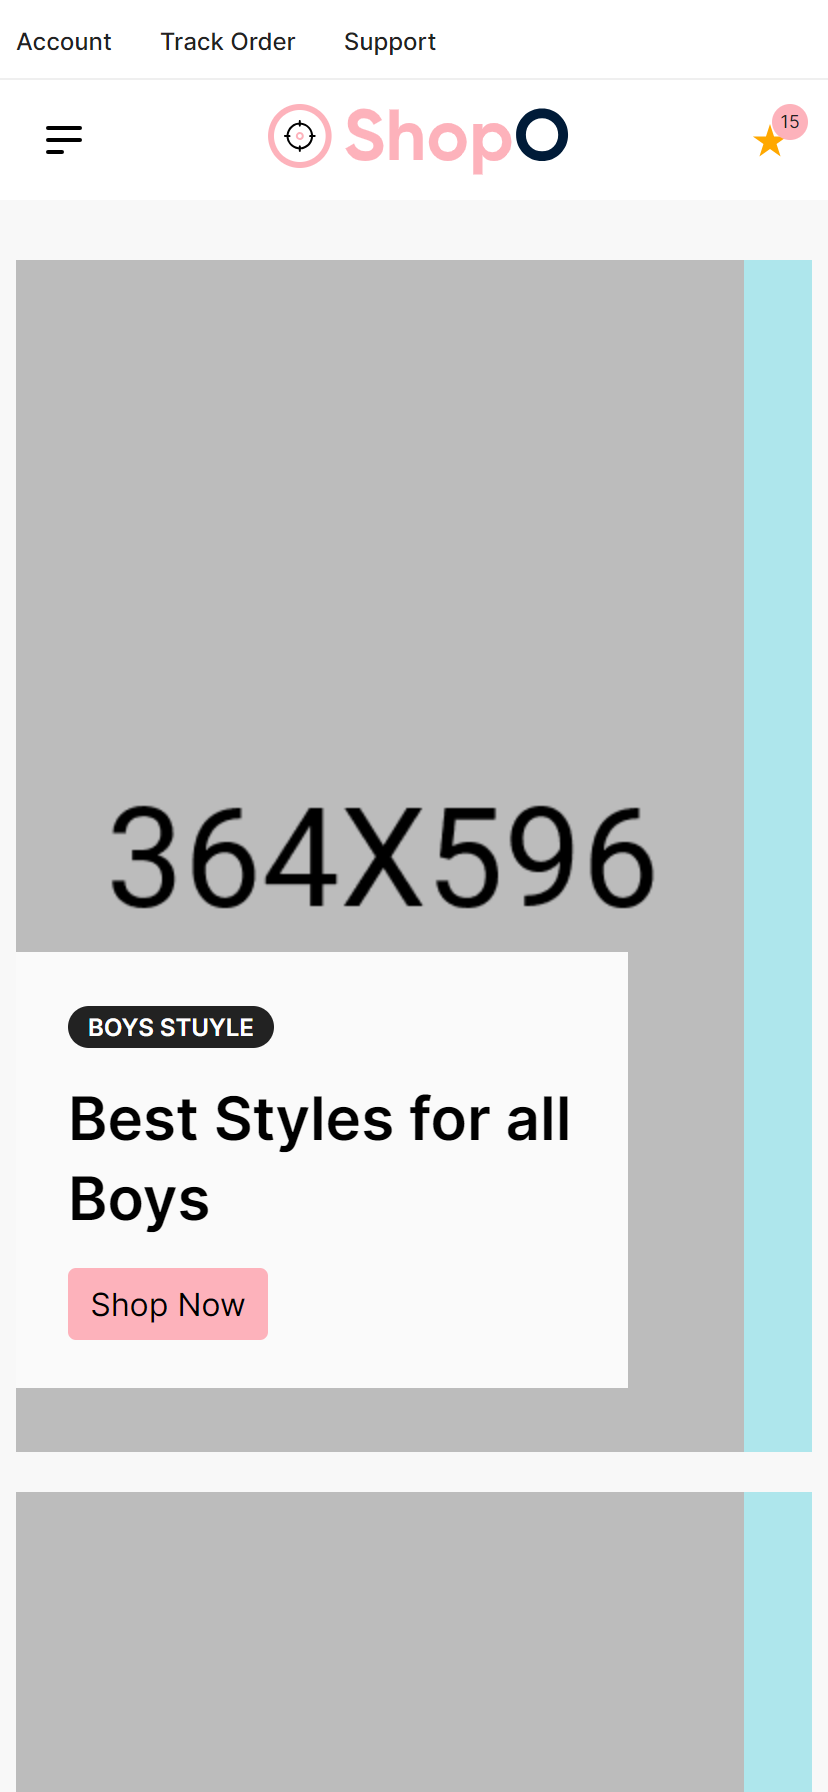 Account Track Order Support
ShopO
15
364X596
BOYS STUYLE
Best Styles for all
Boys
Shop Now